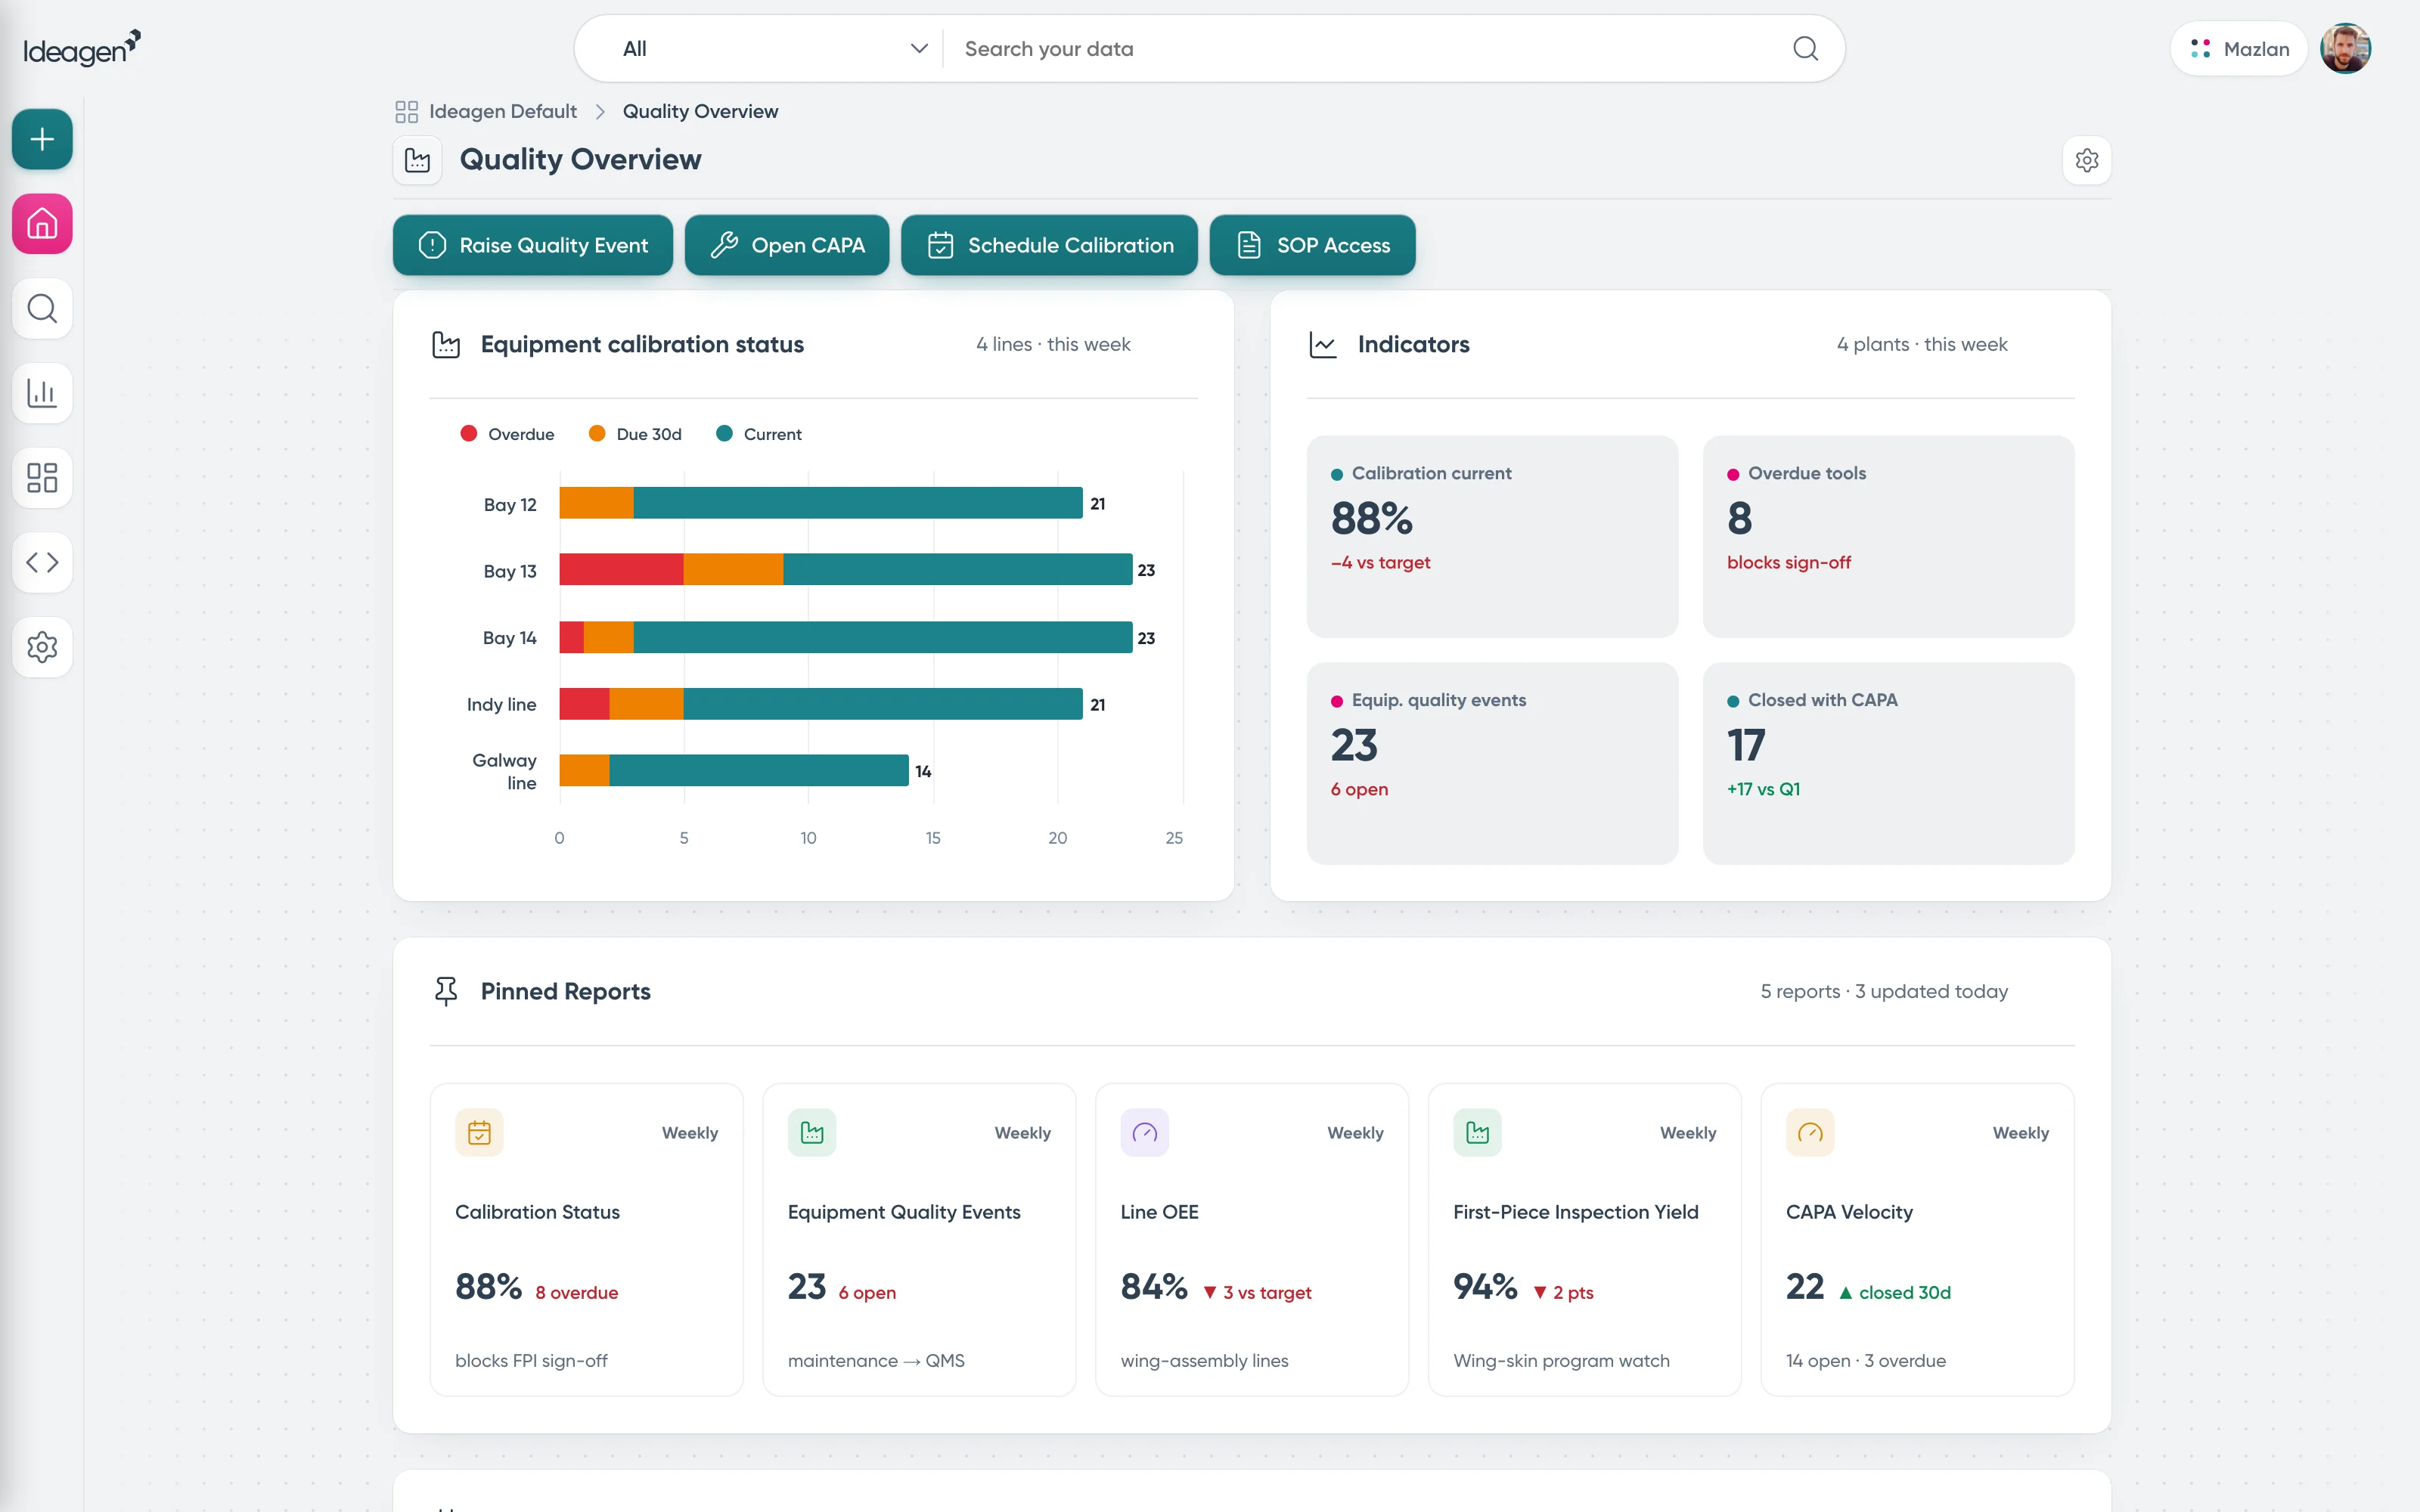 Ideagen
All
Search your data
Mazlan
Ideagen Default
Quality Overview
Quality Overview
Raise Quality Event
Open CAPA
Schedule Calibration
SOP Access
Equipment calibration status
4 lines · this week
Overdue
Due 30d
Current
Bay 12
21
Bay 13
23
Bay 14
23
Indy line
21
Galway
line
14
0
5
10
15
20
25
Indicators
4 plants · this week
Calibration current
88%
–4 vs target
Overdue tools
8
blocks sign-off
Equip. quality events
23
6 open
Closed with CAPA
17
+17 vs Q1
Pinned Reports
5 reports · 3 updated today
Weekly
Calibration Status
88% 8 overdue
blocks FPI sign-off
Weekly
Equipment Quality Events
23 6 open
maintenance → QMS
Weekly
Line OEE
84% ▼ 3 vs target
wing-assembly lines
Weekly
First-Piece Inspection Yield
94% ▼ 2 pts
Wing-skin program watch
Weekly
CAPA Velocity
22 ▲ closed 30d
14 open · 3 overdue